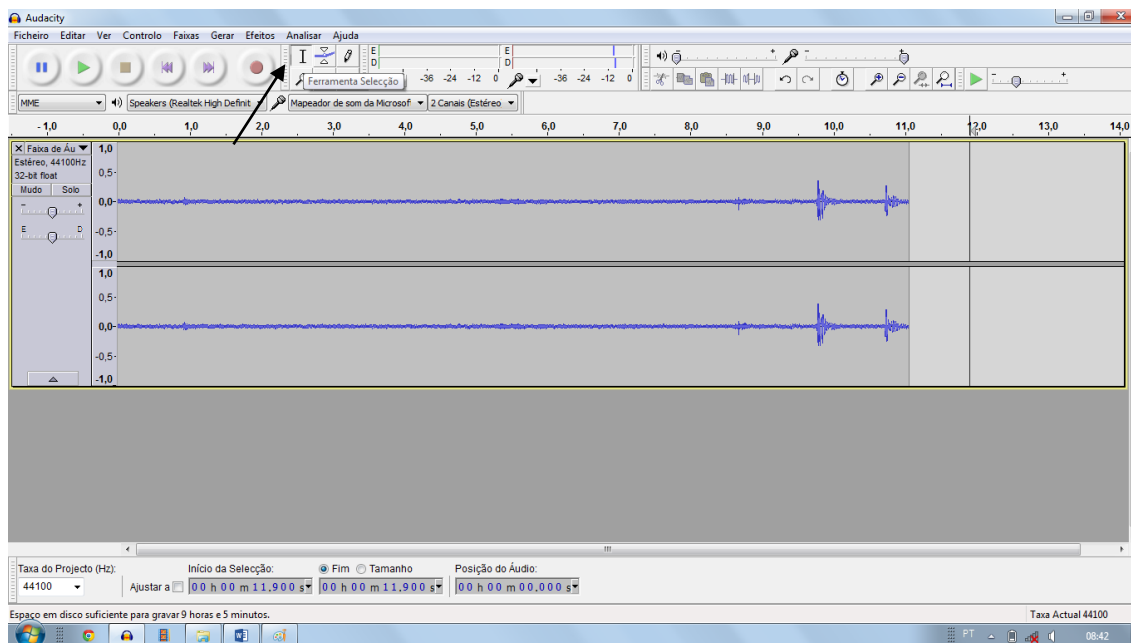 Audacity
Ficheiro Editar Ver Controlo Faixas Gerar Efeitos Analisar Ajuda
E E
D D
-36 -24 -12 0 -36 -24 -12 0
Ferramenta Selecção
MME Speakers (Realtek High Definit Mapeador de som da Microsof 2 Canais (Estéreo
- 1,0 0,0 1,0 2,0 3,0 4,0 5,0 6,0 7,0 8,0 9,0 10,0 11,0 12,0 13,0 14,0
X Faixa de Áu 1,0
Estéreo, 44100Hz
32-bit float 0,5
Mudo Solo
- + 0,0
E D -0,5
-1,0
1,0
0,5
0,0
-0,5
-1,0
Taxa do Projecto (Hz): Início da Selecção: Fim Tamanho Posição do Áudio:
44100 Ajustar a 00 h 00 m 11,900 s 00 h 00 m 11,900 s 00 h 00 m 00,000 s
Espaço em disco suficiente para gravar 9 horas e 5 minutos. Taxa Actual 44100
PT 08:42